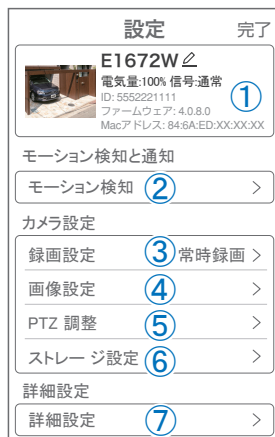 設定 完了
E1672W
電気量:100% 信号:通常
ID: 5552221111
ファームウェア: 4.0.8.0
Macアドレス: 84:6A:ED:XX:XX:XX
①
モーション検知と通知
モーション検知 ② >
カメラ設定
録画設定 ③ 常時録画 >
画像設定 ④ >
PTZ 調整 ⑤ >
ストレージ設定 ⑥ >
詳細設定
詳細設定 ⑦ >